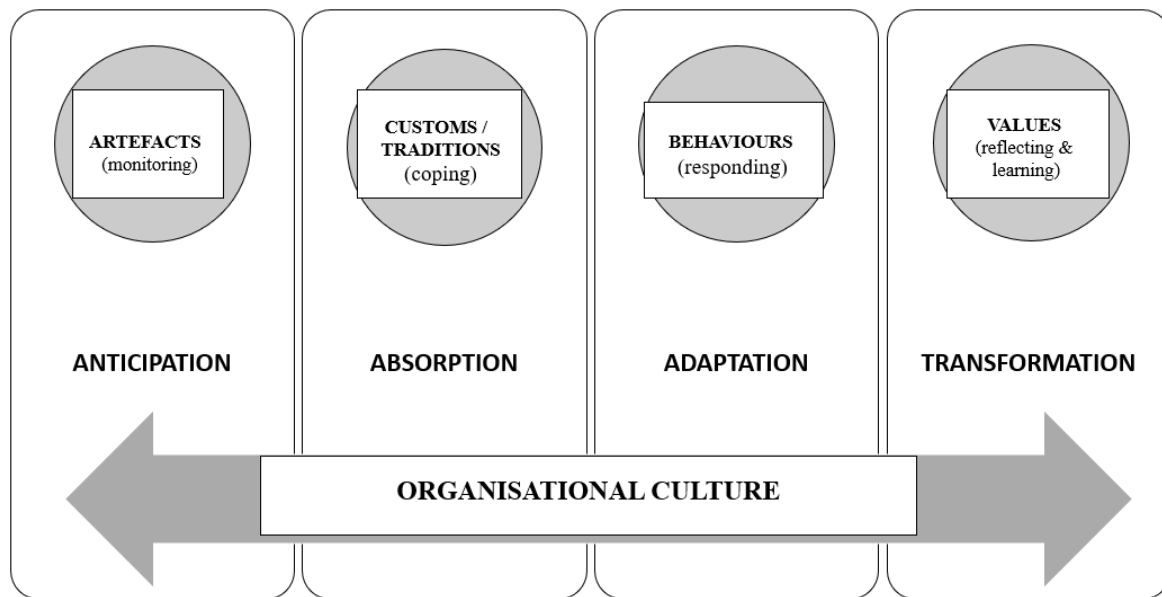 ARTEFACTS
(monitoring)
CUSTOMS /
TRADITIONS
(coping)
BEHAVIOURS
(responding)
VALUES
(reflecting &
learning)
ANTICIPATION
ABSORPTION
ADAPTATION
TRANSFORMATION
ORGANISATIONAL CULTURE